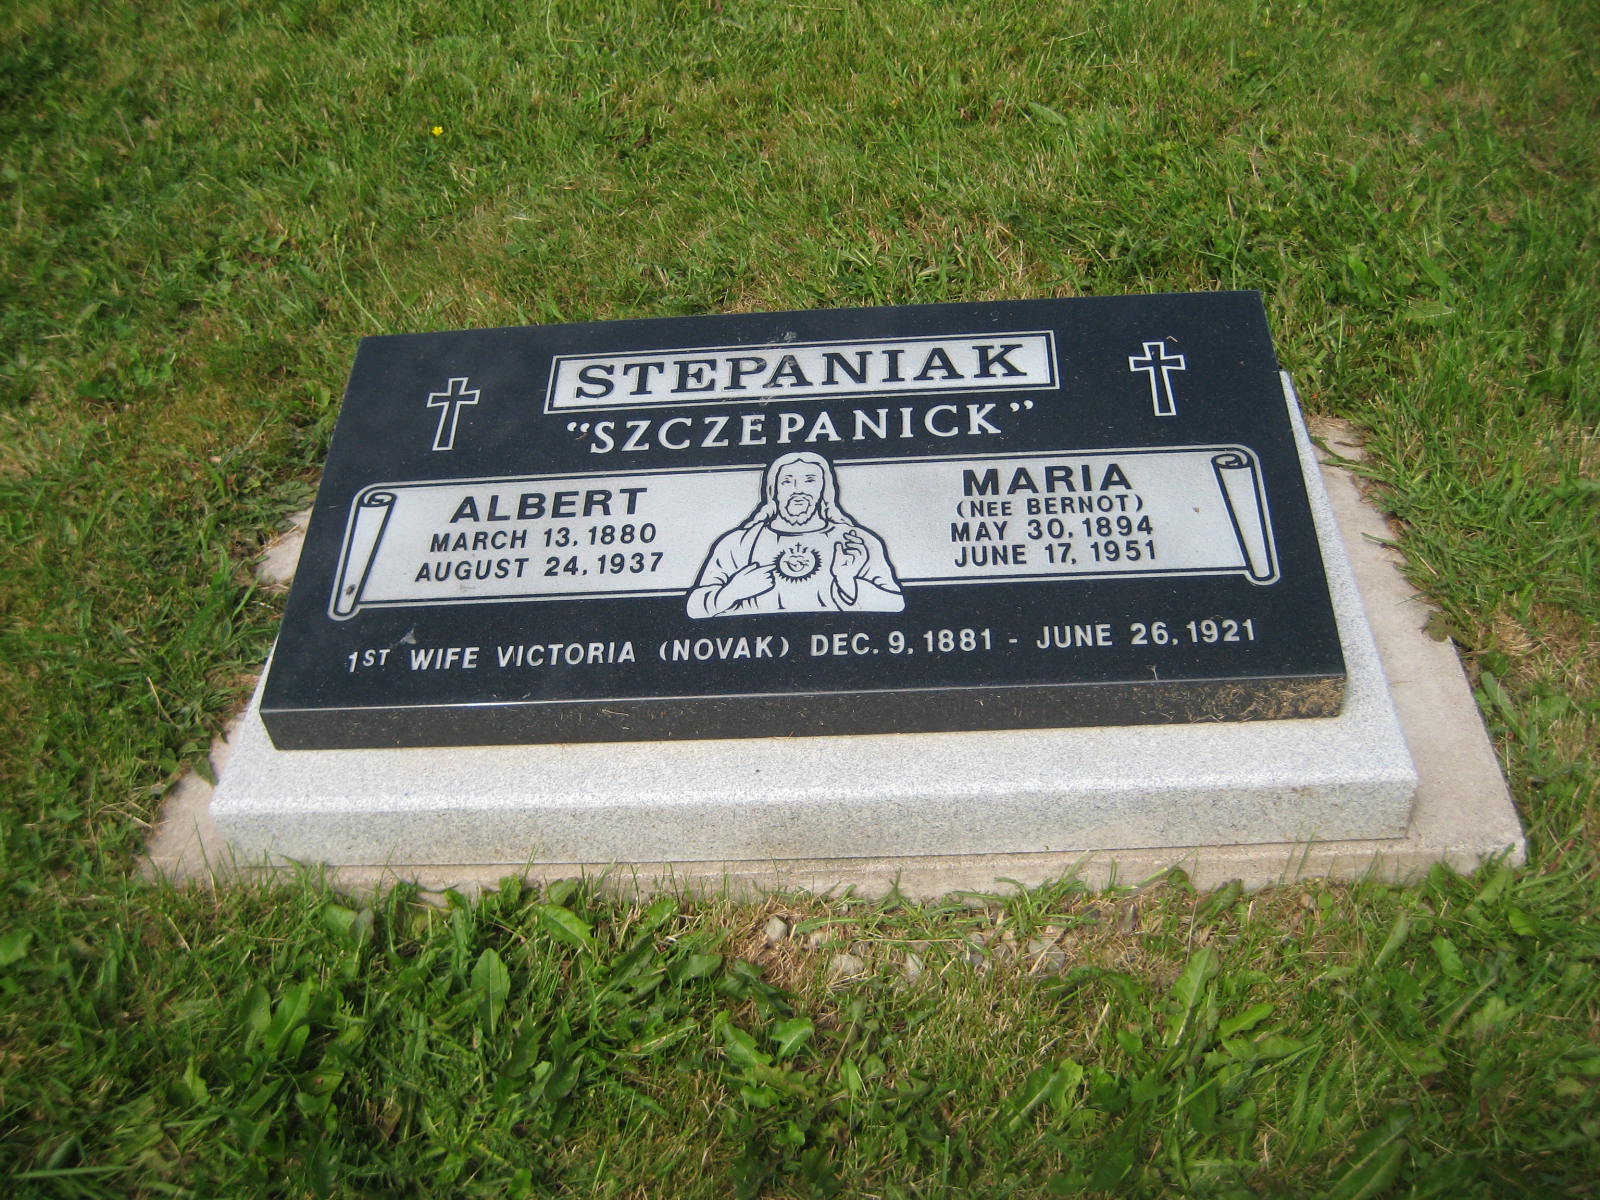 STEPANIAK
"SZCZEPANICK"
ALBERT
MARCH 13, 1880
AUGUST 24, 1937
MARIA
(NEE BERNOT)
MAY 30, 1894
JUNE 17, 1951
1ST WIFE VICTORIA (NOVAK) DEC. 9, 1881 - JUNE 26, 1921